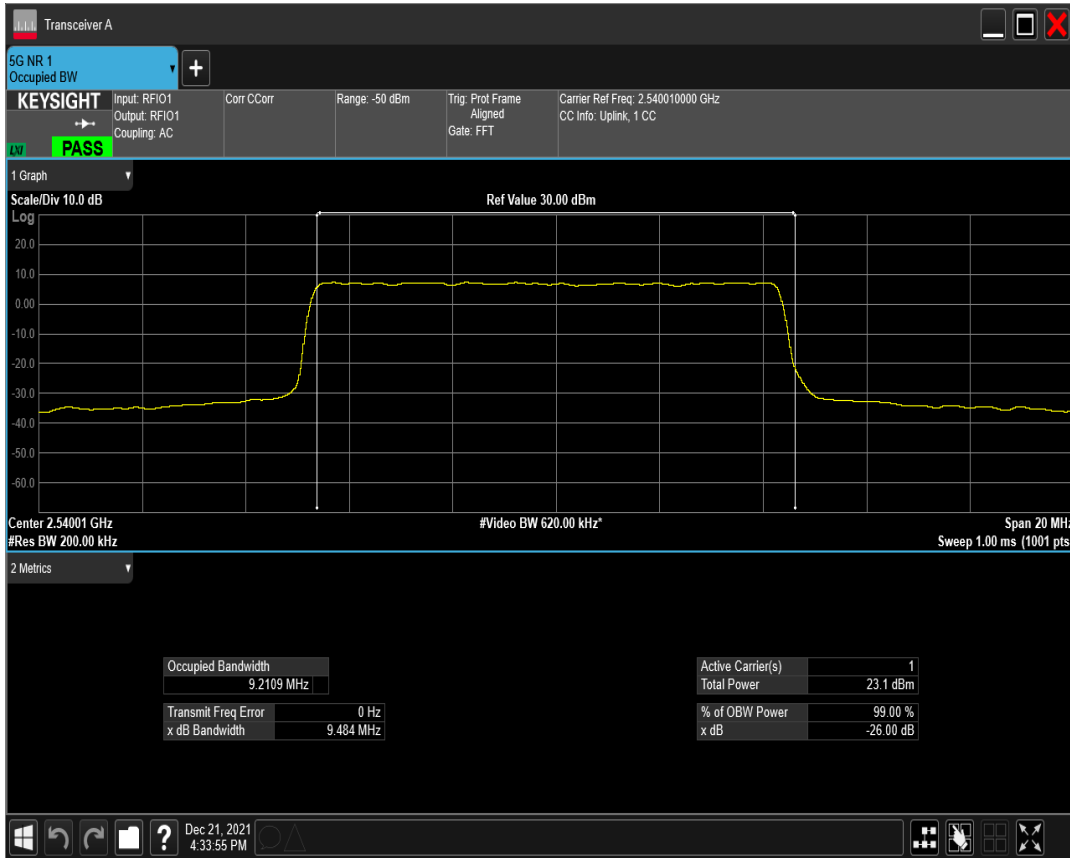 Transceiver A
5G NR 1
Occupied BW
KEYSIGHT
LXI
PASS
Input: RFIO1
Output: RFIO1
Coupling: AC
Corr CCorr
Range: -50 dBm
Trig: Prot Frame
Aligned
Gate: FFT
Carrier Ref Freq: 2.540010000 GHz
CC Info: Uplink, 1 CC
1 Graph
Scale/Div 10.0 dB
Ref Value 30.00 dBm
Log
20.0
10.0
0.00
-10.0
-20.0
-30.0
-40.0
-50.0
-60.0
Center 2.54001 GHz
#Video BW 620.00 kHz*
Span 20 MHz
#Res BW 200.00 kHz
Sweep 1.00 ms (1001 pts
2 Metrics
Occupied Bandwidth
9.2109 MHz
Transmit Freq Error 0 Hz
x dB Bandwidth 9.484 MHz
Active Carrier(s) 1
Total Power 23.1 dBm
% of OBW Power 99.00 %
x dB -26.00 dB
Dec 21, 2021
4:33:55 PM